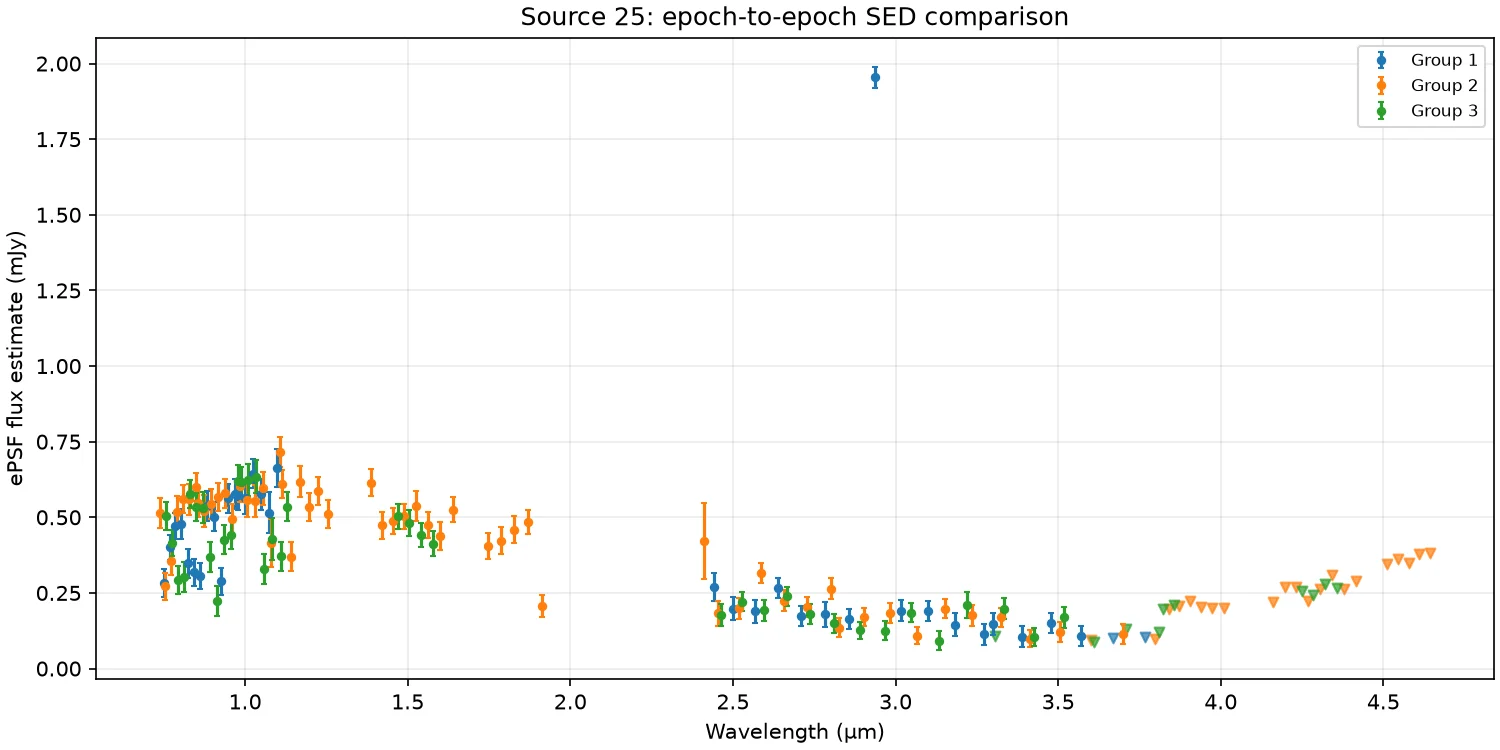 Source 25: epoch-to-epoch SED comparison
ePSF flux estimate (mJy)
2.00
1.75
1.50
1.25
1.00
0.75
0.50
0.25
0.00
Group 1
Group 2
Group 3
1.0 1.5 2.0 2.5 3.0 3.5 4.0 4.5
Wavelength (μm)